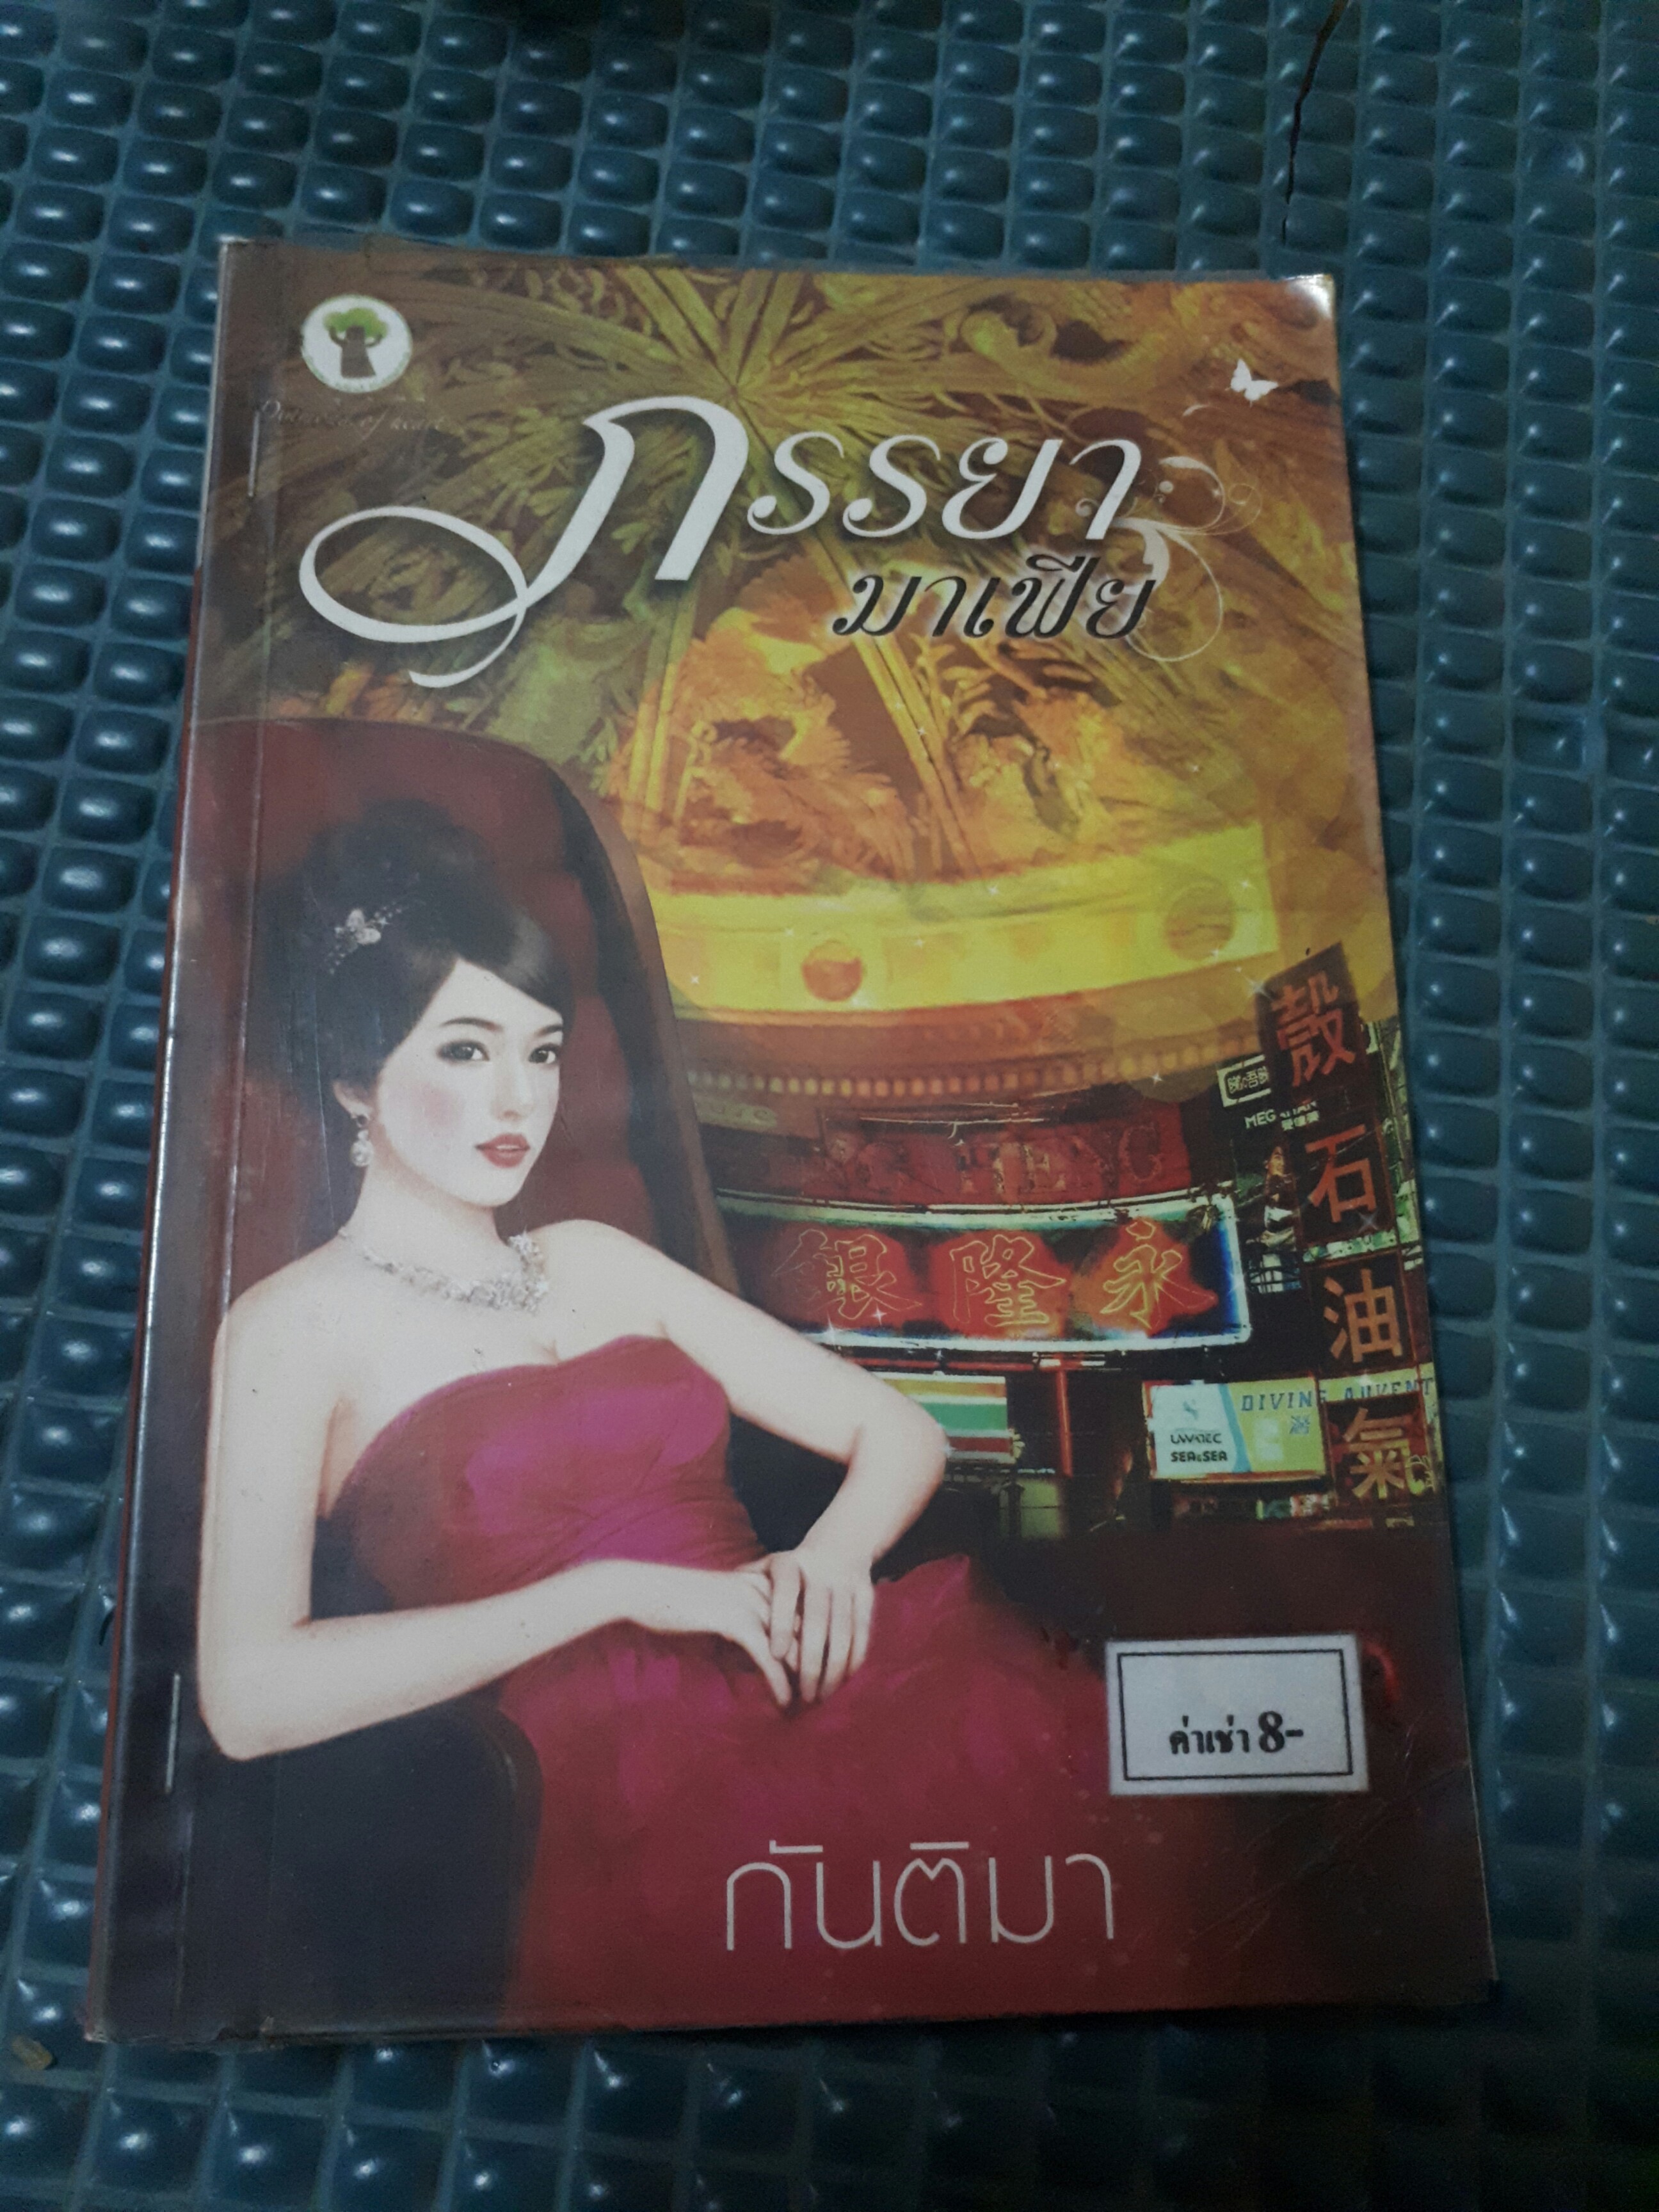 ภรรยา
มาเฟีย
MEG
銀隆永
石
油
氣
DIVING
UWATEC
SEA&SEA
ค่าเช่า 8-
กันติมา